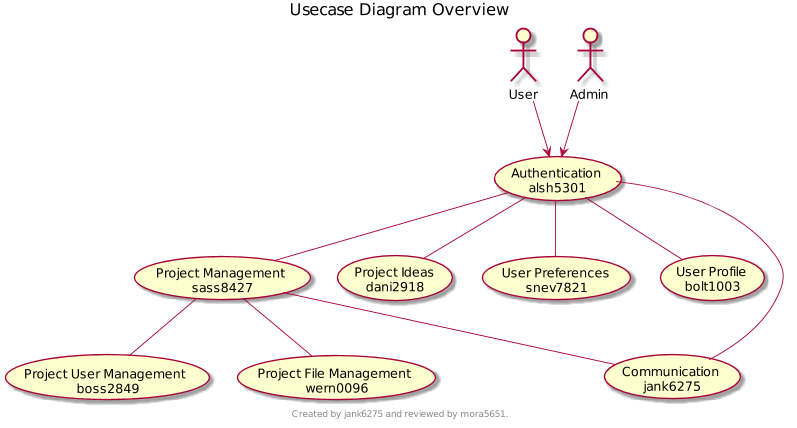 Usecase Diagram Overview
User
Admin
Authentication
alsh5301
Project Management
sass8427
Project Ideas
dani2918
User Preferences
snev7821
User Profile
bolt1003
Project User Management
boss2849
Project File Management
wern0096
Communication
jank6275
Created by jank6275 and reviewed by mora5651.